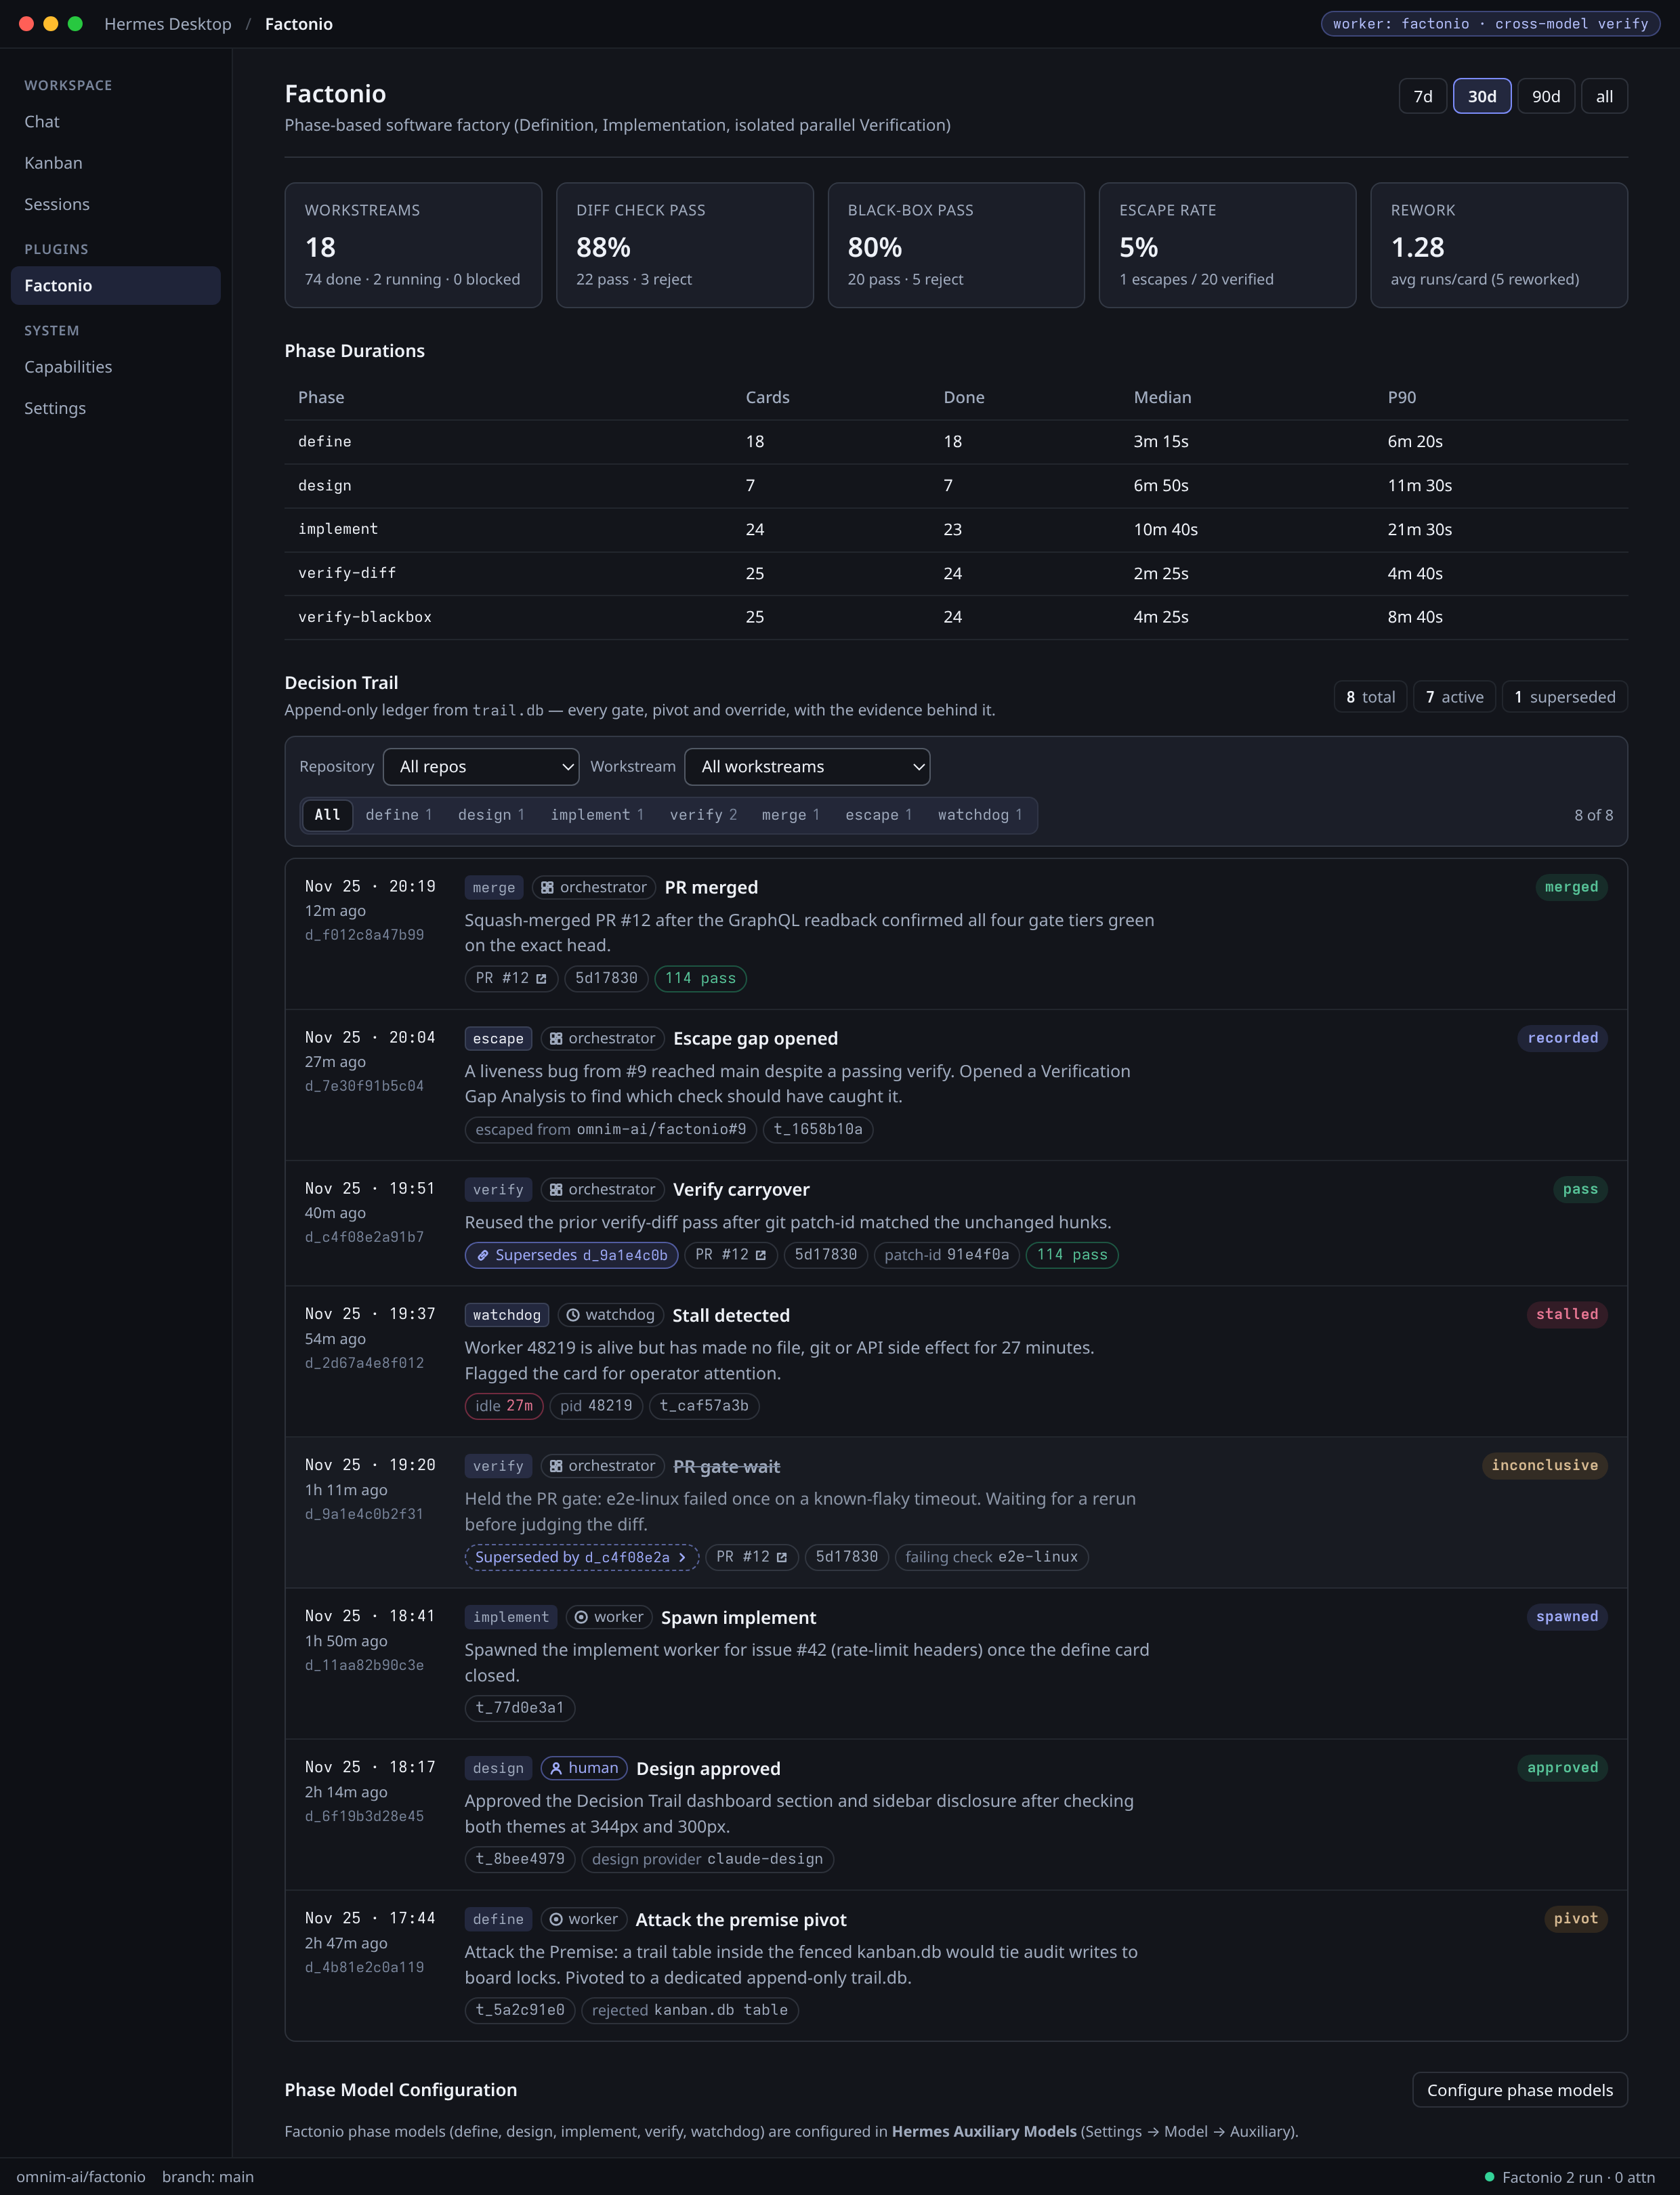 Hermes Desktop / Factonio
worker: factonio · cross-model verify
WORKSPACE
Chat
Kanban
Sessions
PLUGINS
Factonio
SYSTEM
Capabilities
Settings
Factonio
Phase-based software factory (Definition, Implementation, isolated parallel Verification)
7d 30d 90d all
WORKSTREAMS
18
74 done · 2 running · 0 blocked
DIFF CHECK PASS
88%
22 pass · 3 reject
BLACK-BOX PASS
80%
20 pass · 5 reject
ESCAPE RATE
5%
1 escapes / 20 verified
REWORK
1.28
avg runs/card (5 reworked)
Phase Durations
Phase Cards Done Median P90
define 18 18 3m 15s 6m 20s
design 7 7 6m 50s 11m 30s
implement 24 23 10m 40s 21m 30s
verify-diff 25 24 2m 25s 4m 40s
verify-blackbox 25 24 4m 25s 8m 40s
Decision Trail
Append-only ledger from trail.db — every gate, pivot and override, with the evidence behind it.
8 total 7 active 1 superseded
Repository All repos Workstream All workstreams
All define 1 design 1 implement 1 verify 2 merge 1 escape 1 watchdog 1
8 of 8
Nov 25 · 20:19
12m ago
d_f012c8a47b99
merge orchestrator PR merged
merged
Squash-merged PR #12 after the GraphQL readback confirmed all four gate tiers green
on the exact head.
PR #12 5d17830 114 pass
Nov 25 · 20:04
27m ago
d_7e30f91b5c04
escape orchestrator Escape gap opened
recorded
A liveness bug from #9 reached main despite a passing verify. Opened a Verification
Gap Analysis to find which check should have caught it.
escaped from omnim-ai/factonio#9 t_1658b10a
Nov 25 · 19:51
40m ago
d_c4f08e2a91b7
verify orchestrator Verify carryover
pass
Reused the prior verify-diff pass after git patch-id matched the unchanged hunks.
Supersedes d_9a1e4c0b PR #12 5d17830 patch-id 91e4f0a 114 pass
Nov 25 · 19:37
54m ago
d_2d67a4e8f012
watchdog watchdog Stall detected
stalled
Worker 48219 is alive but has made no file, git or API side effect for 27 minutes.
Flagged the card for operator attention.
idle 27m pid 48219 t_caf57a3b
Nov 25 · 19:20
1h 11m ago
d_9a1e4c0b2f31
verify orchestrator PR gate wait
inconclusive
Held the PR gate: e2e-linux failed once on a known-flaky timeout. Waiting for a rerun
before judging the diff.
Superseded by d_c4f08e2a PR #12 5d17830 failing check e2e-linux
Nov 25 · 18:41
1h 50m ago
d_11aa82b90c3e
implement worker Spawn implement
spawned
Spawned the implement worker for issue #42 (rate-limit headers) once the define card
closed.
t_77d0e3a1
Nov 25 · 18:17
2h 14m ago
d_6f19b3d28e45
design human Design approved
approved
Approved the Decision Trail dashboard section and sidebar disclosure after checking
both themes at 344px and 300px.
t_8bee4979 design provider claude-design
Nov 25 · 17:44
2h 47m ago
d_4b81e2c0a119
define worker Attack the premise pivot
pivot
Attack the Premise: a trail table inside the fenced kanban.db would tie audit writes to
board locks. Pivoted to a dedicated append-only trail.db.
t_5a2c91e0 rejected kanban.db table
Phase Model Configuration
Configure phase models
Factonio phase models (define, design, implement, verify, watchdog) are configured in Hermes Auxiliary Models (Settings → Model → Auxiliary).
omnim-ai/factonio branch: main
Factonio 2 run · 0 attn